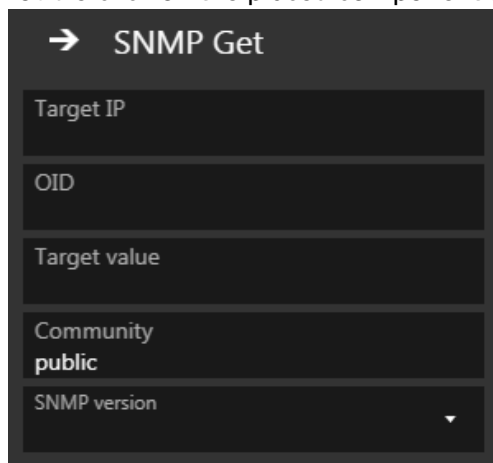 SNMP Get
Target IP
OID
Target value
Community
public
SNMP version